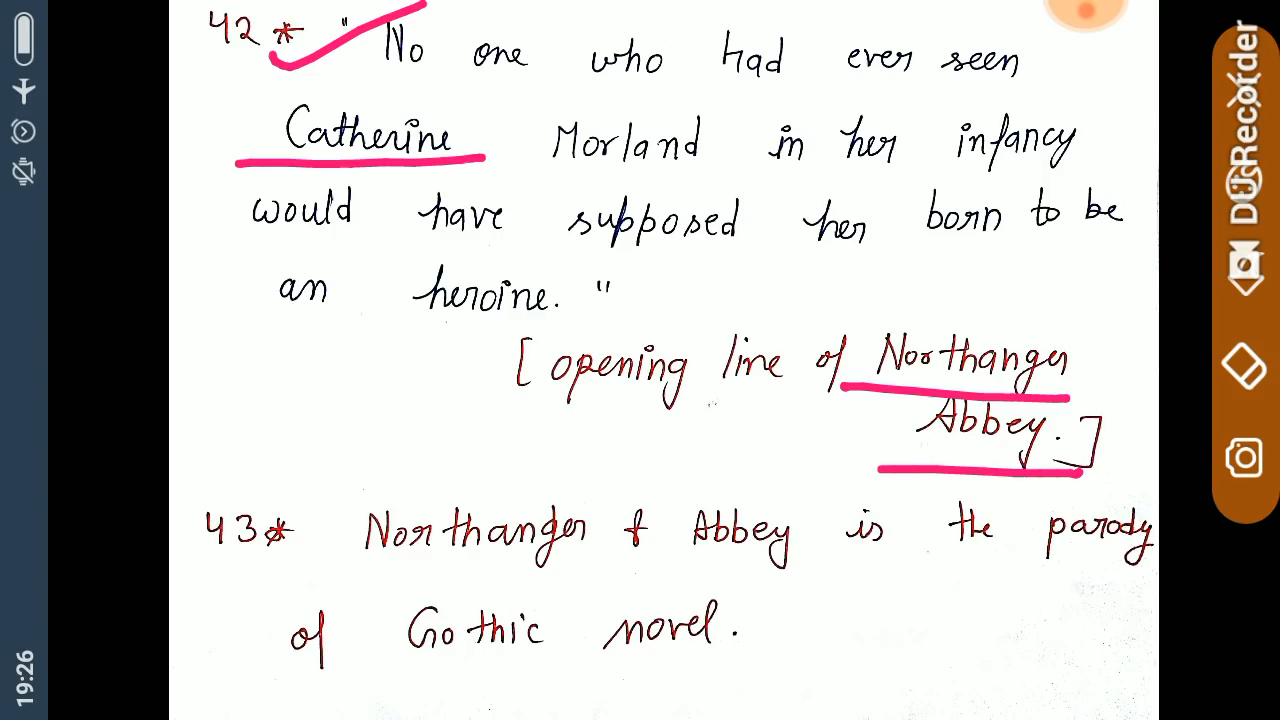 42* "No one who had ever seen
Catherine Morland in her infancy
would have supposed her born to be
an heroine."
[opening line of Northanger
Abbey.]
43* Northanger & Abbey is the parody
of Gothic novel.
DU Recorder
19:26